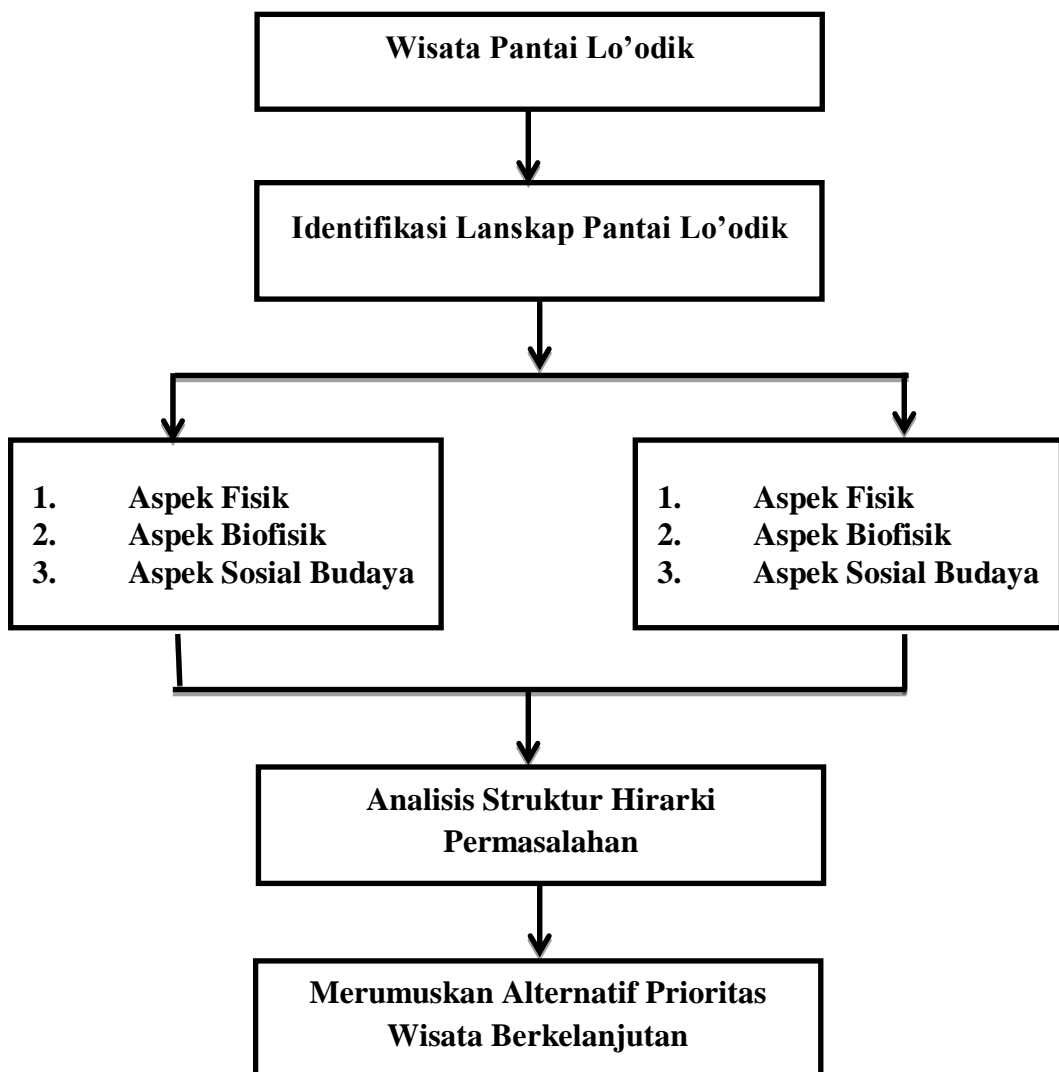 Wisata Pantai Lo’odik
Identifikasi Lanskap Pantai Lo’odik
1. Aspek Fisik
2. Aspek Biofisik
3. Aspek Sosial Budaya
1. Aspek Fisik
2. Aspek Biofisik
3. Aspek Sosial Budaya
Analisis Struktur Hirarki
Permasalahan
Merumuskan Alternatif Prioritas
Wisata Berkelanjutan